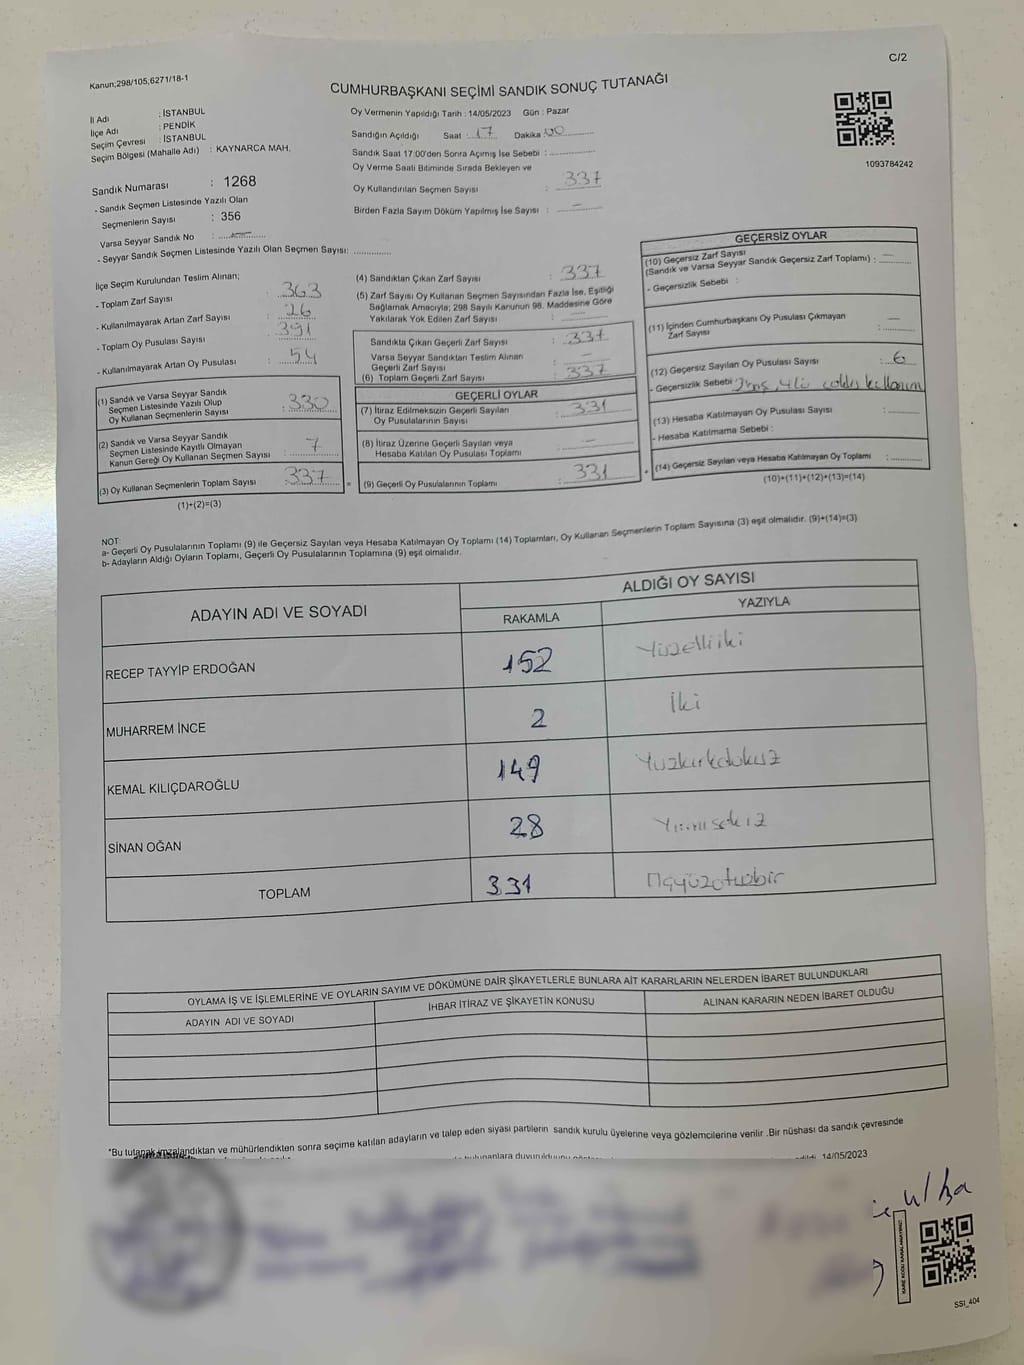 C/2
Kanun;298/105,6271/18-1
CUMHURBAŞKANI SEÇİMİ SANDIK SONUÇ TUTANAĞI
İl Adı : İSTANBUL
İlçe Adı : PENDİK
Seçim Çevresi : İSTANBUL
Seçim Bölgesi (Mahalle Adı) : KAYNARCA MAH.
Sandık Numarası : 1268
- Sandık Seçmen Listesinde Yazılı Olan
Seçmenlerin Sayısı : 356
Varsa Seyyar Sandık No :
- Seyyar Sandık Seçmen Listesinde Yazılı Olan Seçmen Sayısı:
Oy Vermenin Yapıldığı Tarih : 14/05/2023 Gün : Pazar
Sandığın Açıldığı Saat : 17 Dakika : 00
Sandık Saat 17:00'den Sonra Açımış İse Sebebi :
Oy Verme Saati Bitiminde Sırada Bekleyen ve
Oy Kullandırılan Seçmen Sayısı : 337
Birden Fazla Sayım Döküm Yapılmış İse Sayısı : –
1093784242
İlçe Seçim Kurulundan Teslim Alınan;
- Toplam Zarf Sayısı : 363
- Kullanılmayarak Artan Zarf Sayısı : 26
- Toplam Oy Pusulası Sayısı : 391
- Kullanılmayarak Artan Oy Pusulası : 54
(1) Sandık ve Varsa Seyyar Sandık
Seçmen Listesinde Yazılı Olup
Oy Kullanan Seçmenlerin Sayısı : 330
(2) Sandık ve Varsa Seyyar Sandık
Seçmen Listesinde Kayıtlı Olmayan
Kanun Gereği Oy Kullanan Seçmen Sayısı : 7
(3) Oy Kullanan Seçmenlerin Toplam Sayısı : 337
(1)+(2)=(3)
(4) Sandıktan Çıkan Zarf Sayısı : 337
(5) Zarf Sayısı Oy Kullanan Seçmen Sayısından Fazla İse, Eşitliği
Sağlamak Amacıyla; 298 Sayılı Kanunun 98. Maddesine Göre
Yakılarak Yok Edilen Zarf Sayısı : –
Sandıkta Çıkan Geçerli Zarf Sayısı : 337
Varsa Seyyar Sandıktan Teslim Alınan
Geçerli Zarf Sayısı : –
(6) Toplam Geçerli Zarf Sayısı : 337
GEÇERLİ OYLAR
(7) İtiraz Edilmeksizin Geçerli Sayılan
Oy Pusulalarının Sayısı : 331
(8) İtiraz Üzerine Geçerli Sayılan veya
Hesaba Katılan Oy Pusulası Toplamı : –
(9) Geçerli Oy Pusulalarının Toplamı : 331
GEÇERSİZ OYLAR
(10) Geçersiz Zarf Sayısı
(Sandık ve Varsa Seyyar Sandık Geçersiz Zarf Toplamı) : –
- Geçersizlik Sebebi :
(11) İçinden Cumhurbaşkanı Oy Pusulası Çıkmayan
Zarf Sayısı : –
(12) Geçersiz Sayılan Oy Pusulası Sayısı : 6
- Geçersizlik Sebebi :
(13) Hesaba Katılmayan Oy Pusulası Sayısı :
- Hesaba Katılmama Sebebi :
(14) Geçersiz Sayılan veya Hesaba Katılmayan Oy Toplamı :
(10)+(11)+(12)+(13)=(14)
NOT:
a- Geçerli Oy Pusulalarının Toplamı (9) ile Geçersiz Sayılan veya Hesaba Katılmayan Oy Toplamı (14) Toplamları, Oy Kullanan Seçmenlerin Toplam Sayısına (3) eşit olmalıdır. (9)+(14)=(3)
b- Adayların Aldığı Oyların Toplamı, Geçerli Oy Pusulalarının Toplamına (9) eşit olmalıdır.
ADAYIN ADI VE SOYADI
ALDIĞI OY SAYISI
RAKAMLA YAZIYLA
RECEP TAYYİP ERDOĞAN 152 Yüzelliiki
MUHARREM İNCE 2 İki
KEMAL KILIÇDAROĞLU 149 Yüzkırkdokuz
SİNAN OĞAN 28 Yirmisekiz
TOPLAM 331 Üçyüzotuzbir
OYLAMA İŞ VE İŞLEMLERİNE VE OYLARIN SAYIM VE DÖKÜMÜNE DAİR ŞİKAYETLERLE BUNLARA AİT KARARLARIN NELERDEN İBARET BULUNDUKLARI
ADAYIN ADI VE SOYADI İHBAR İTİRAZ VE ŞİKAYETİN KONUSU ALINAN KARARIN NEDEN İBARET OLDUĞU
*Bu tutanak imzalandıktan ve mühürlendikten sonra seçime katılan adayların ve talep eden siyasi partilerin sandık kurulu üyelerine veya gözlemcilerine verilir .Bir nüshası da sandık çevresinde
14/05/2023
SSI_404